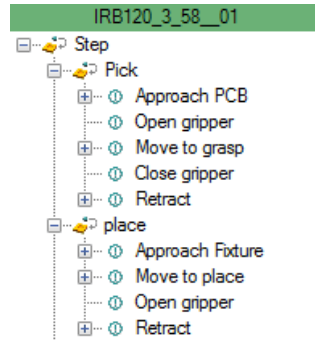 IRB120_3_58__01
Step
Pick
Approach PCB
Open gripper
Move to grasp
Close gripper
Retract
place
Approach Fixture
Move to place
Open gripper
Retract